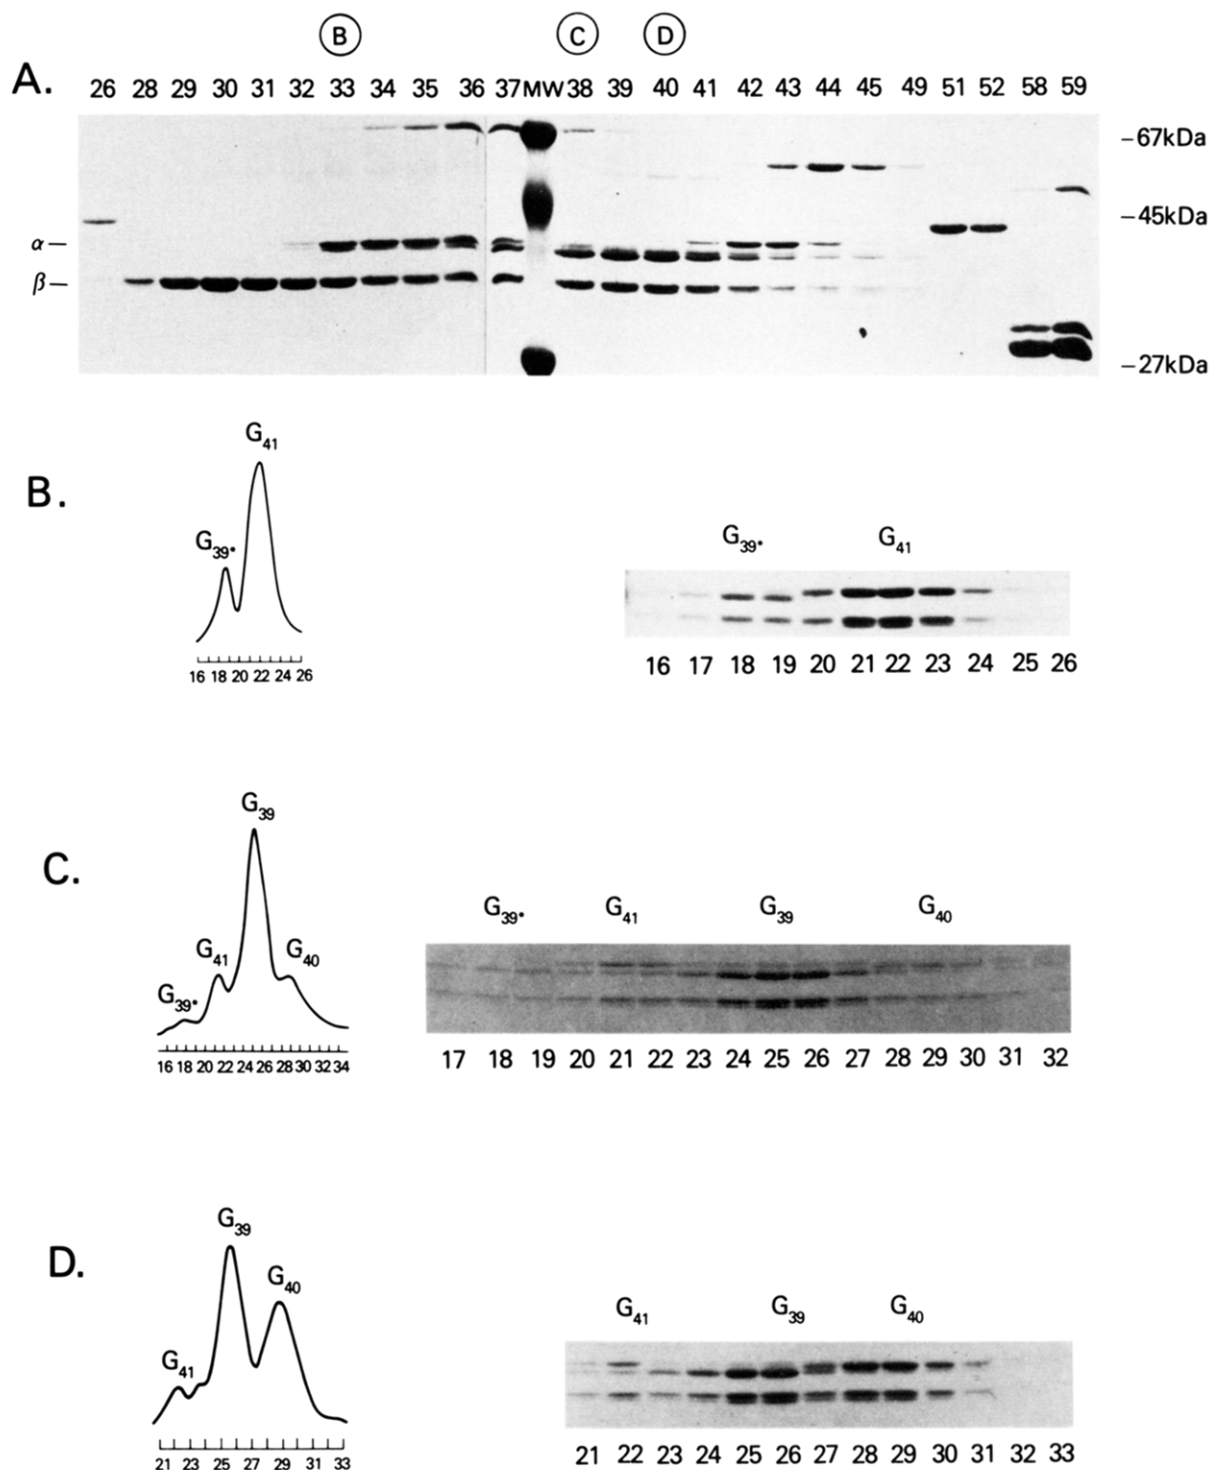 B C D
A. 26 28 29 30 31 32 33 34 35 36 37 MW 38 39 40 41 42 43 44 45 49 51 52 58 59
–67kDa
–45kDa
α –
β –
–27kDa
G41
B.
G39•
G39• G41
16 18 20 22 24 26
16 17 18 19 20 21 22 23 24 25 26
G39
C.
G41 G40
G39•
G39• G41 G39 G40
16 18 20 22 24 26 28 30 32 34
17 18 19 20 21 22 23 24 25 26 27 28 29 30 31 32
G39
D.
G40
G41
G41 G39 G40
21 23 25 27 29 31 33
21 22 23 24 25 26 27 28 29 30 31 32 33